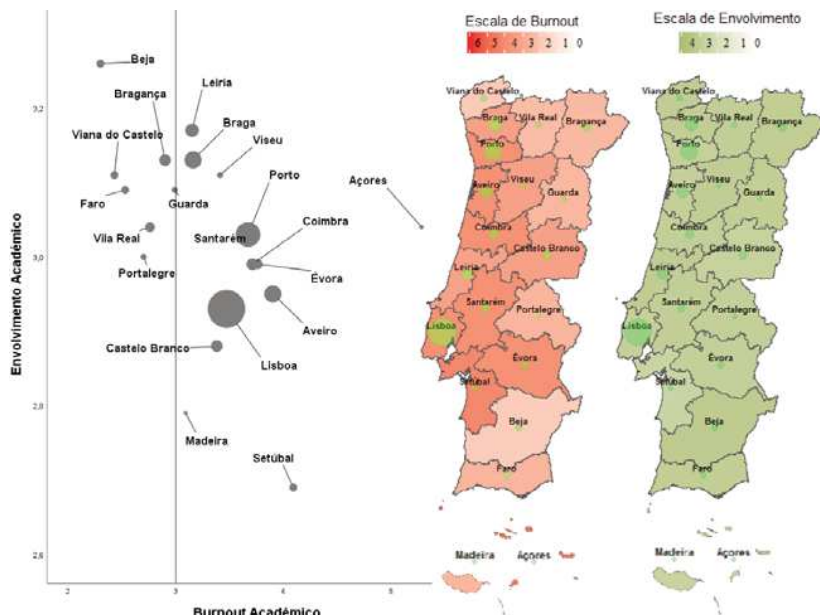 Escala de Burnout
6 5 4 3 2 1 0
Escala de Envolvimento
4 3 2 1 0
Envolvimento Académico
3,2
3,0
2,8
2,6
Beja
Leiria
Bragança
Braga
Viana do Castelo
Viseu
Porto
Açores
Faro
Guarda
Coimbra
Vila Real
Santarém
Portalegre
Évora
Aveiro
Castelo Branco
Lisboa
Madeira
Setúbal
2 3 4
Burnout Académico
Viana do Castelo
Braga
Vila Real
Bragança
Porto
Aveiro
Viseu
Guarda
Coimbra
Castelo Branco
Leiria
Santarém
Portalegre
Lisboa
Évora
Setúbal
Beja
Faro
Madeira
Açores
Viana do Castelo
Braga
Vila Real
Bragança
Porto
Aveiro
Viseu
Guarda
Coimbra
Castelo Branco
Leiria
Santarém
Portalegre
Lisboa
Évora
Setúbal
Beja
Faro
Madeira
Açores